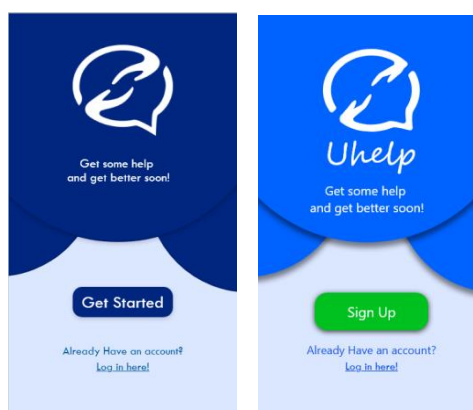 Get some help
and get better soon!
Get Started
Already Have an account?
Log in here!
Uhelp
Get some help
and get better soon!
Sign Up
Already Have an account?
Log in here!